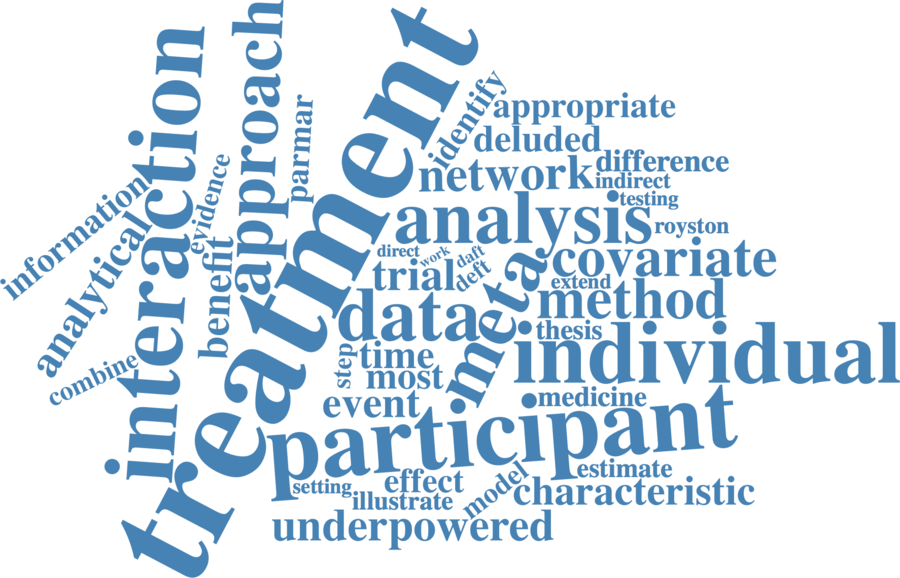 treatment
interaction
approach
parmar
identify
appropriate
deluded
network
difference
indirect
testing
information
evidence
analytical
benefit
analysis
royston
direct
work
daft
deft
trial
covariate
extend
meta
method
data
thesis
individual
combine
step
time
most
event
medicine
participant
estimate
setting
effect
illustrate
model
characteristic
underpowered